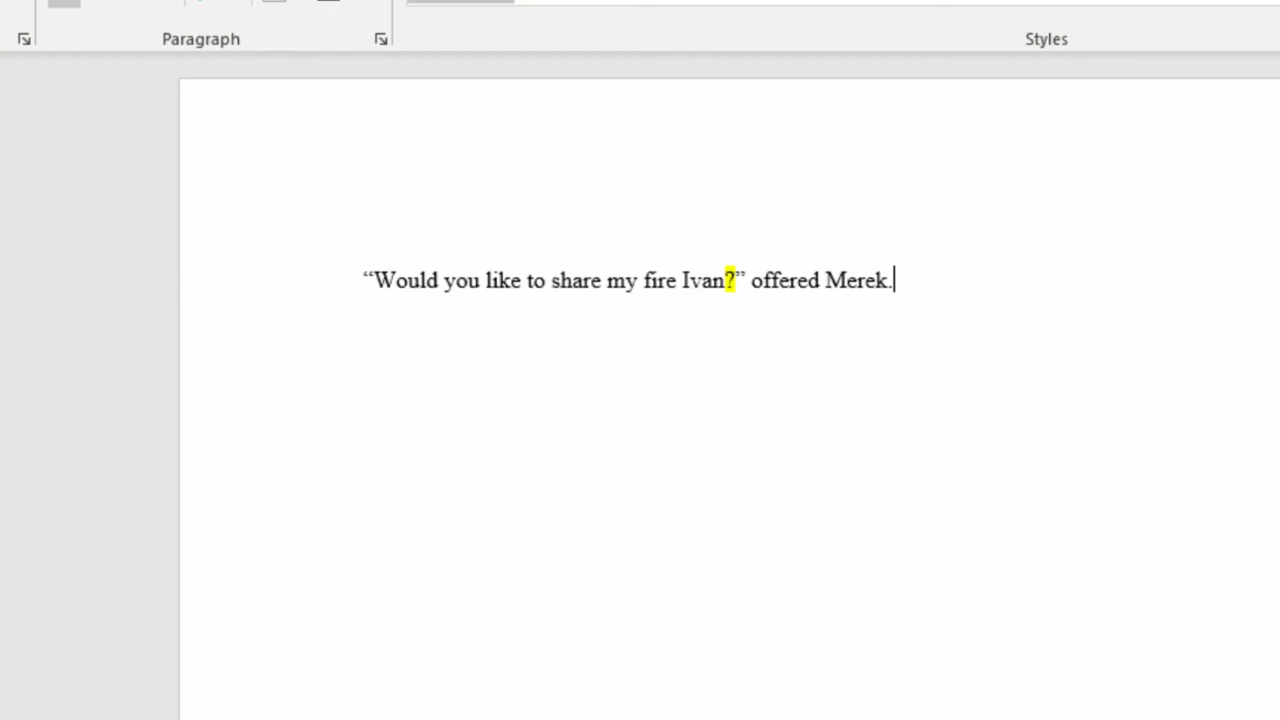 Paragraph
Styles
“Would you like to share my fire Ivan?” offered Merek.